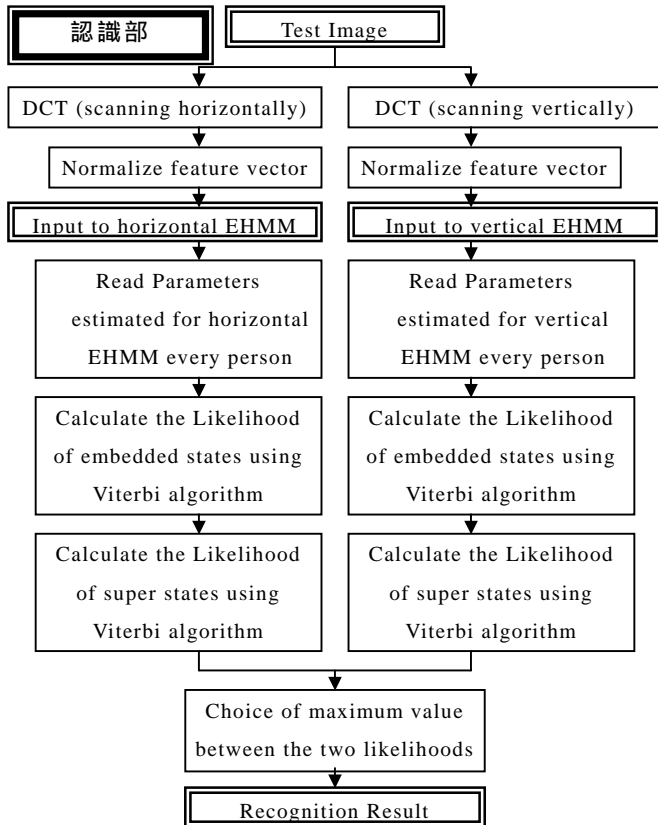 認識部
Test Image
DCT (scanning horizontally)
DCT (scanning vertically)
Normalize feature vector
Normalize feature vector
Input to horizontal EHMM
Input to vertical EHMM
Read Parameters
estimated for horizontal
EHMM every person
Read Parameters
estimated for vertical
EHMM every person
Calculate the Likelihood
of embedded states using
Viterbi algorithm
Calculate the Likelihood
of embedded states using
Viterbi algorithm
Calculate the Likelihood
of super states using
Viterbi algorithm
Calculate the Likelihood
of super states using
Viterbi algorithm
Choice of maximum value
between the two likelihoods
Recognition Result